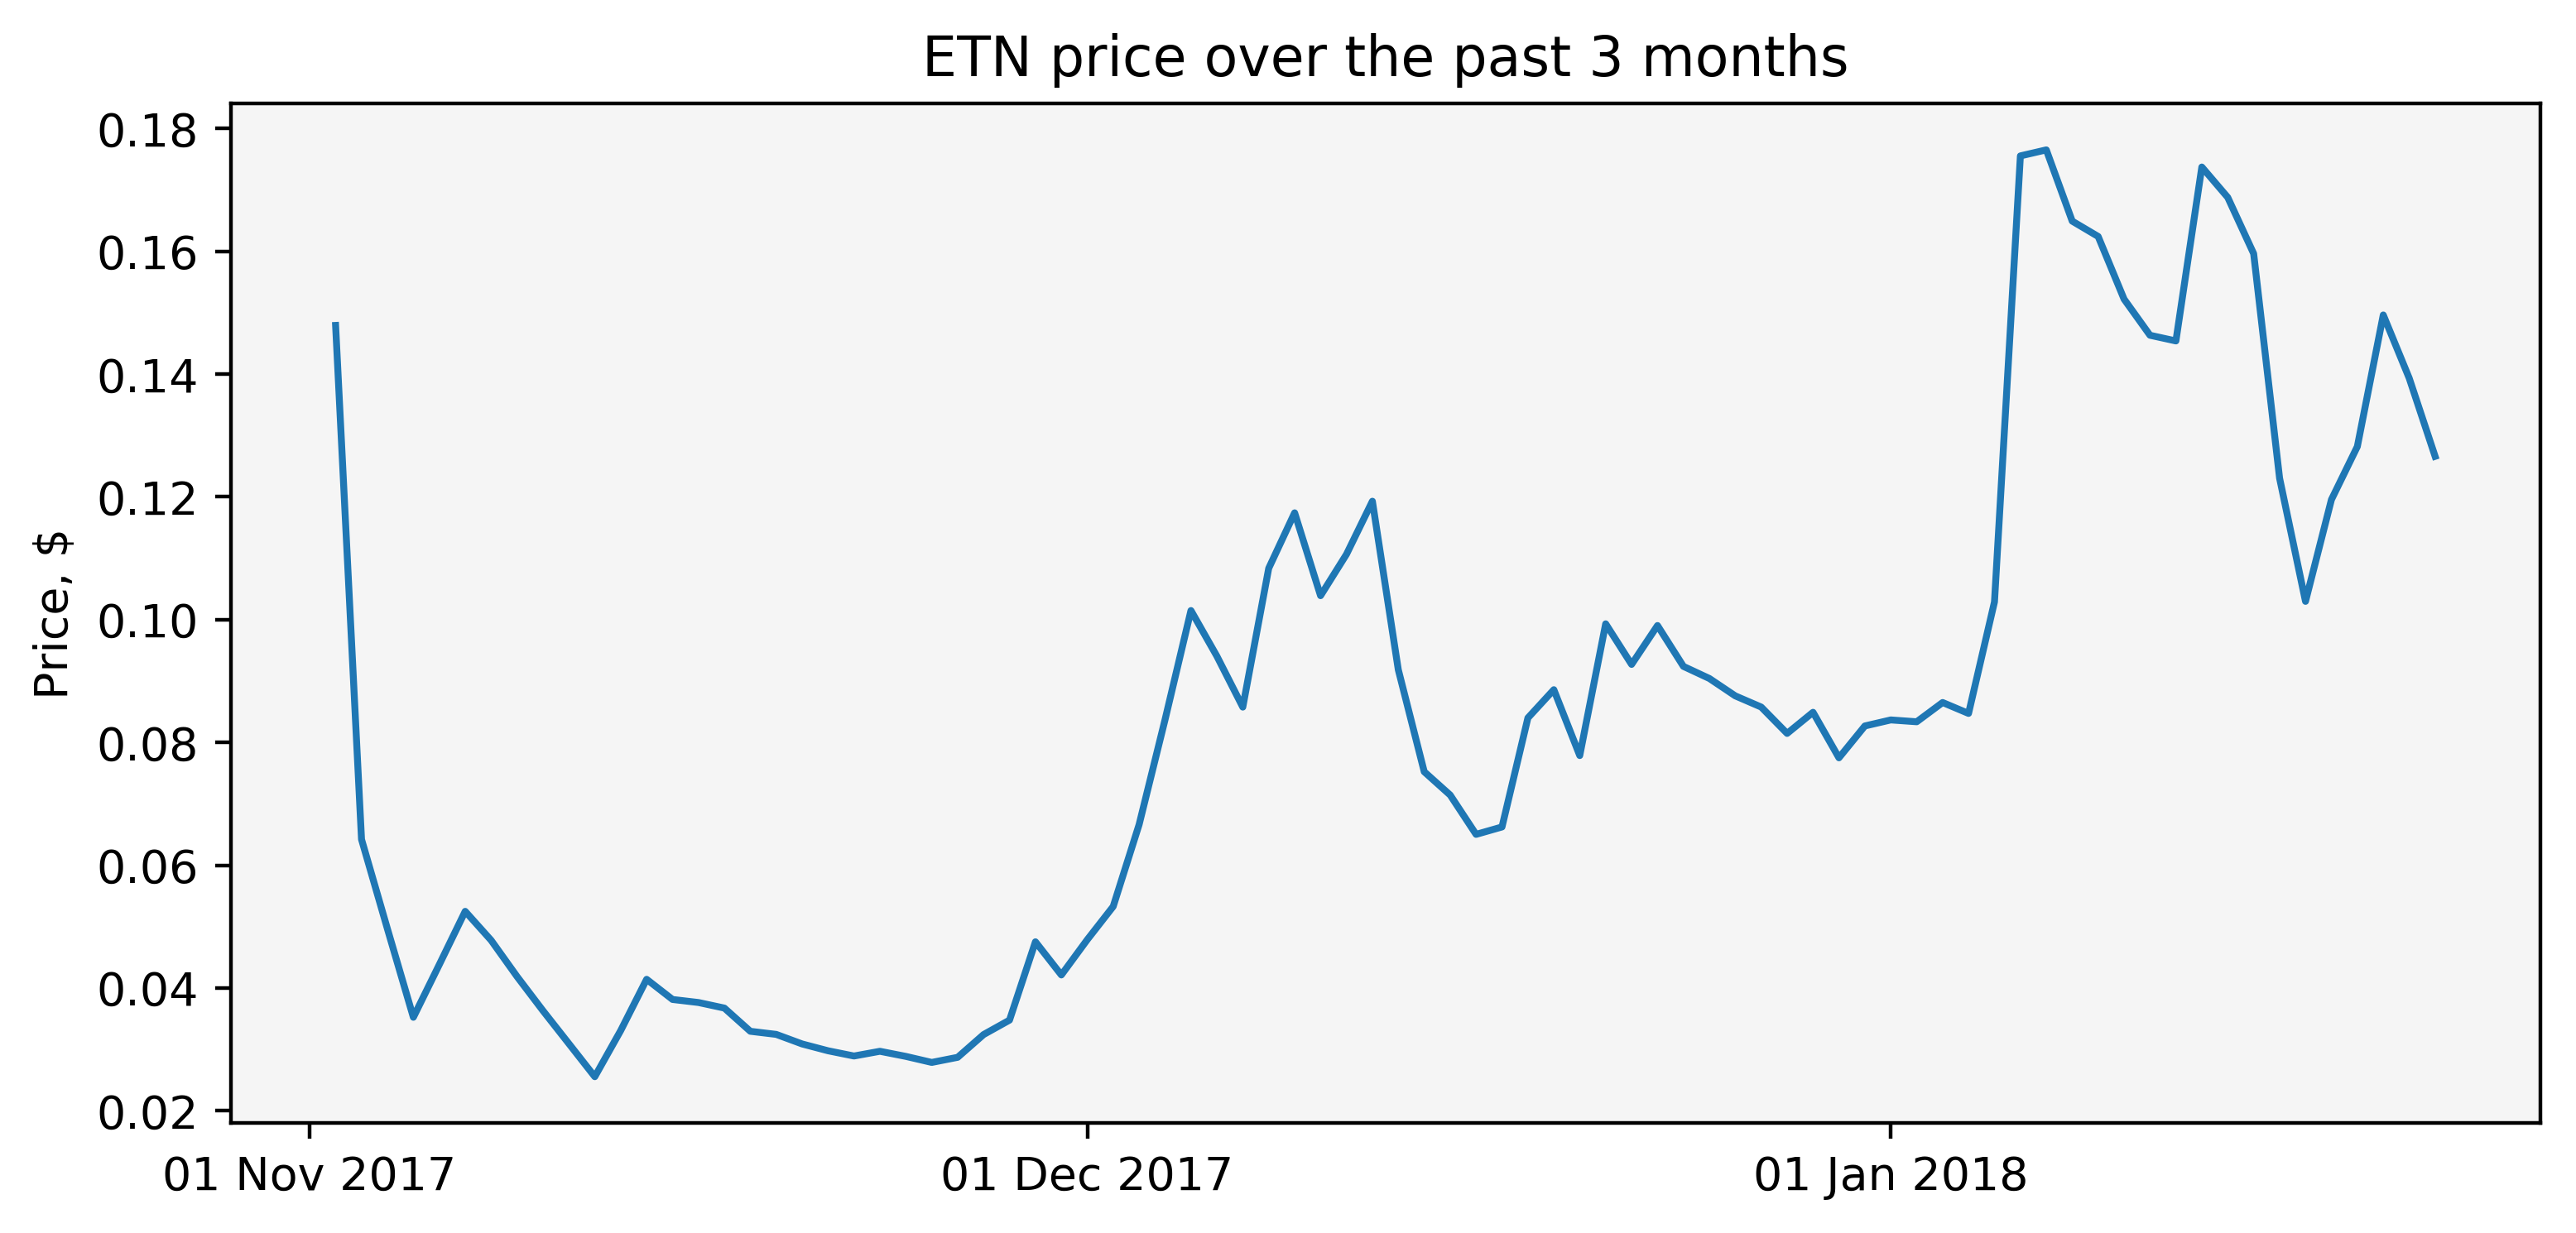 ETN price over the past 3 months
Price, $
0.18
0.16
0.14
0.12
0.10
0.08
0.06
0.04
0.02
01 Nov 2017
01 Dec 2017
01 Jan 2018